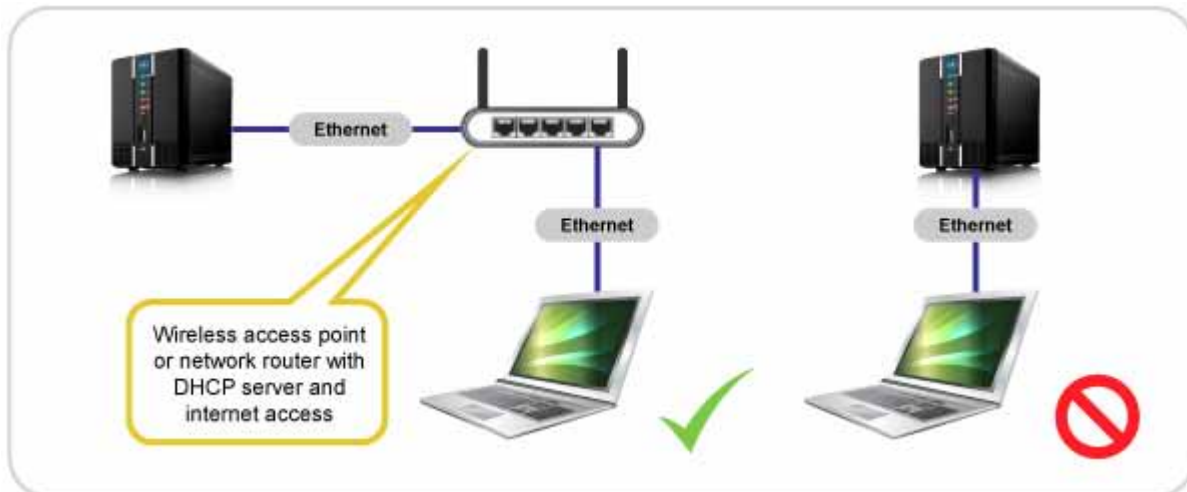 Ethernet
Ethernet
Ethernet
Wireless access point
or network router with
DHCP server and
internet access